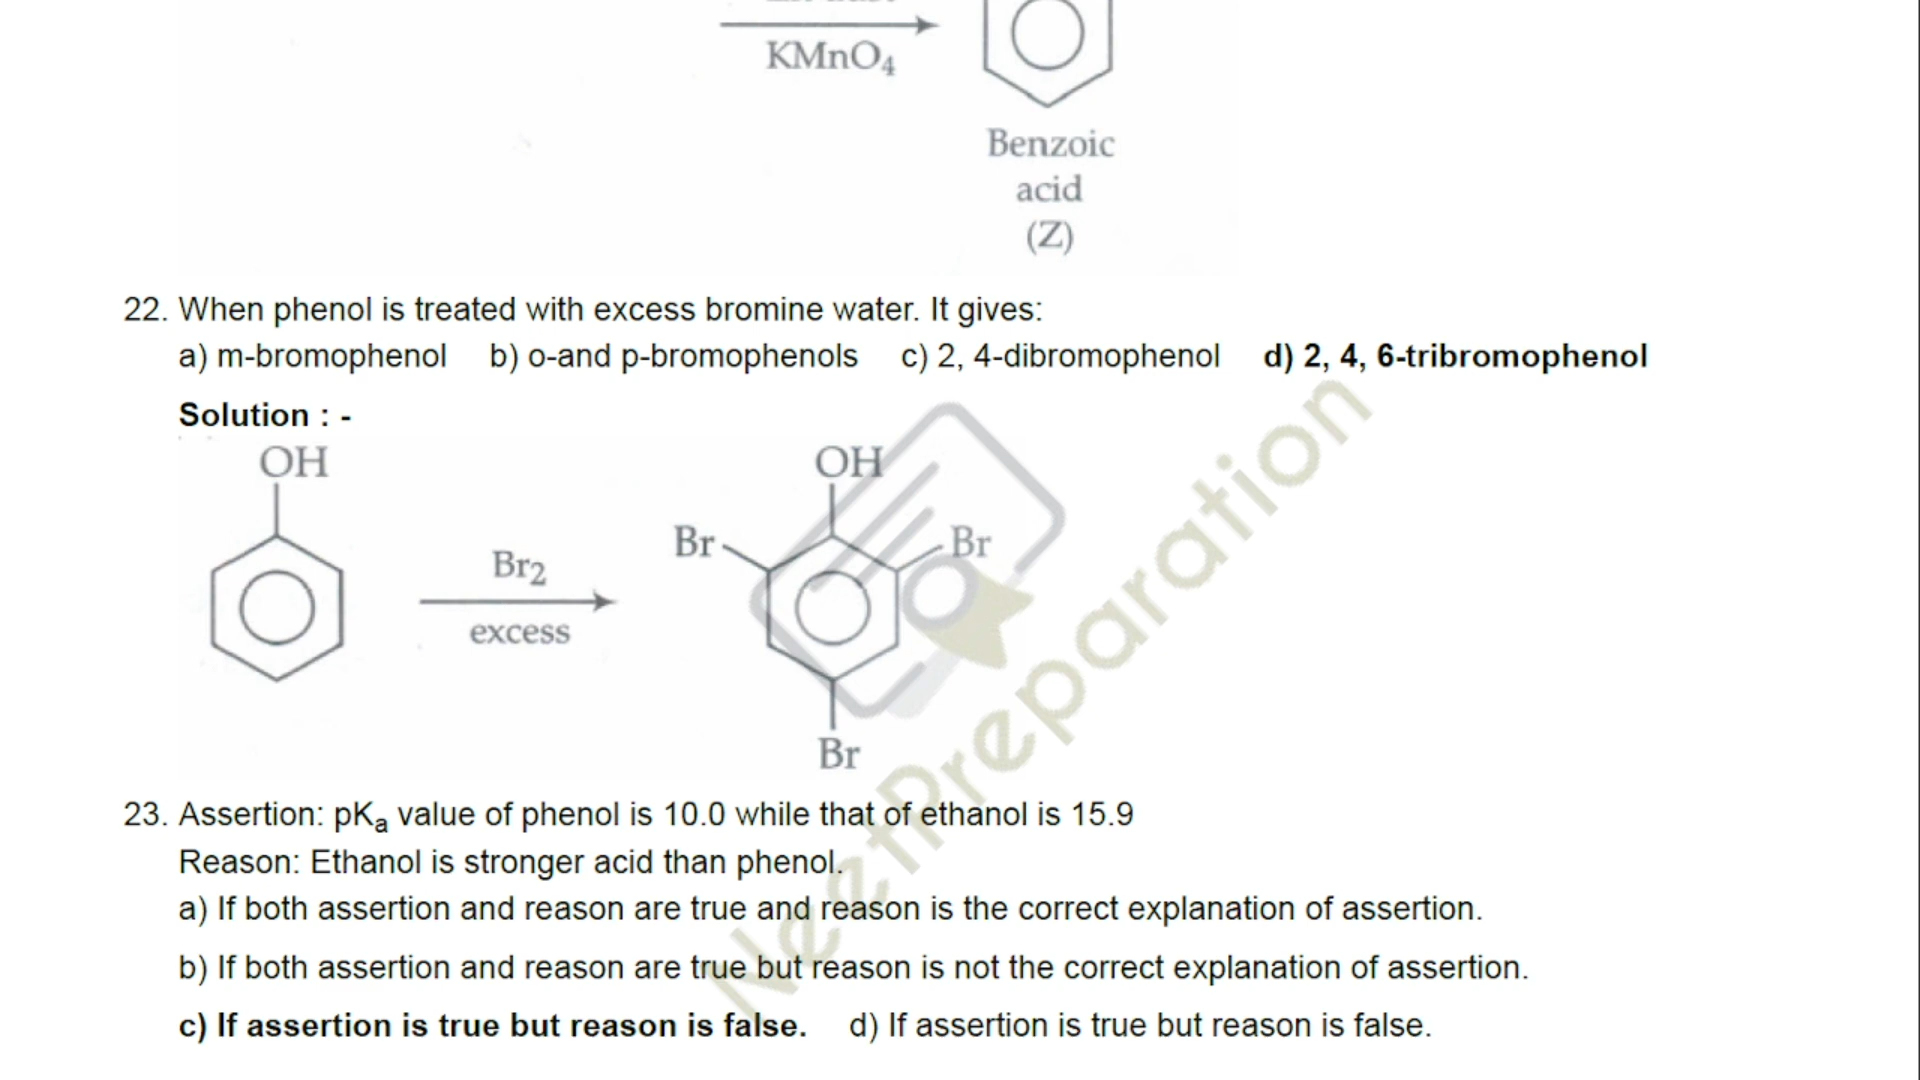 KMnO4
Benzoic
acid
(Z)
22. When phenol is treated with excess bromine water. It gives:
a) m-bromophenol b) o-and p-bromophenols c) 2, 4-dibromophenol d) 2, 4, 6-tribromophenol
Solution : -
OH OH
Br Br
Br2
excess
Br
23. Assertion: pKa value of phenol is 10.0 while that of ethanol is 15.9
Reason: Ethanol is stronger acid than phenol.
a) If both assertion and reason are true and reason is the correct explanation of assertion.
b) If both assertion and reason are true but reason is not the correct explanation of assertion.
c) If assertion is true but reason is false. d) If assertion is true but reason is false.
NeetPreparation